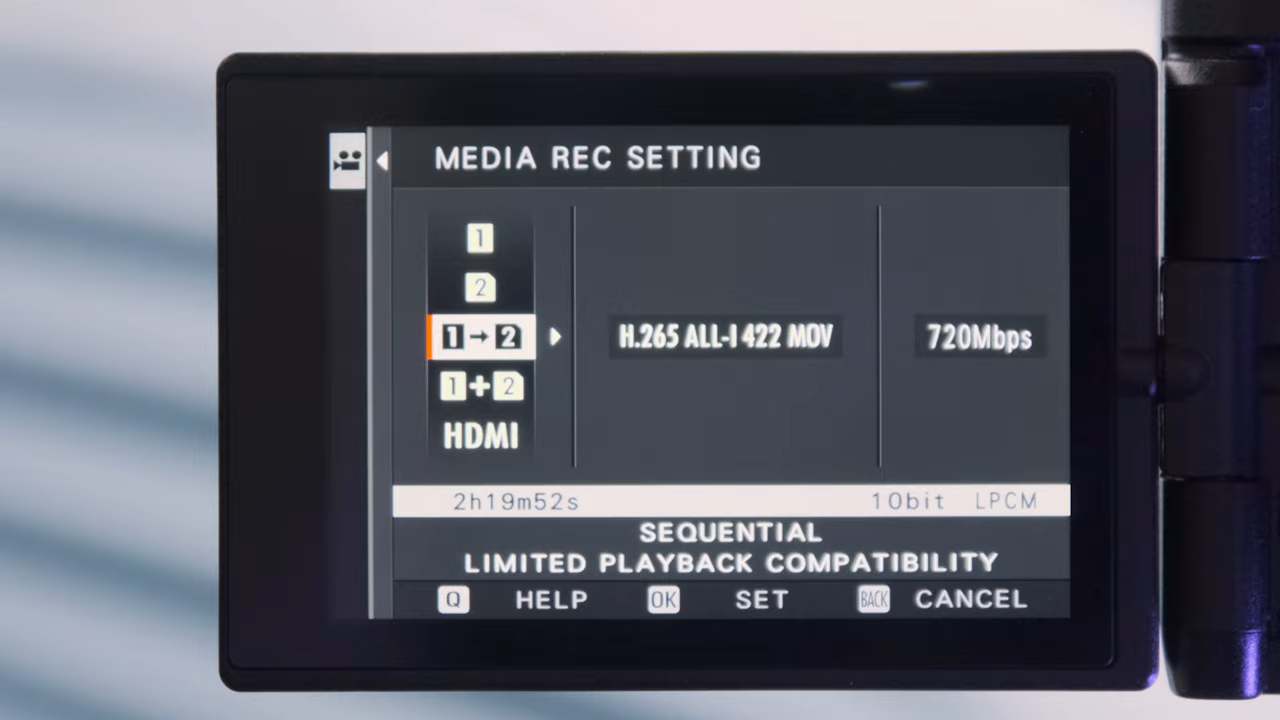 MEDIA REC SETTING
1
2
1→2
1+2
HDMI
H.265 ALL-I 422 MOV
720Mbps
2h19m52s 10bit LPCM
SEQUENTIAL
LIMITED PLAYBACK COMPATIBILITY
Q HELP OK SET BACK CANCEL